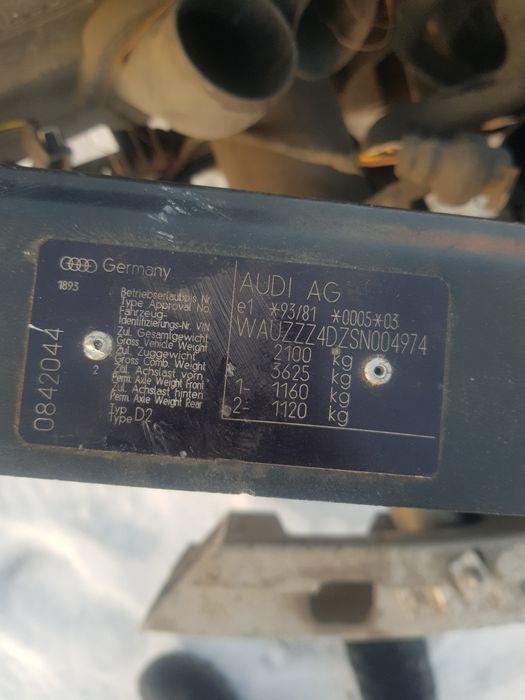 Germany
1893
0842044
2
Betriebserlaubnis Nr.
Type Approval No.
Fahrzeug-
Identifizierungs-Nr. VIN
Zul. Gesamtgewicht
Gross Vehicle Weight
Zul. Zuggewicht
Gross Comb. Weight
Zul. Achslast vorn
Perm. Axle Weight Front
Zul. Achslast hinten
Perm. Axle Weight Rear
Typ
Type D2
AUDI AG
e1 *93/81 *0005*03
WAUZZZ4DZSN004974
2100 kg
3625 kg
1- 1160 kg
2- 1120 kg